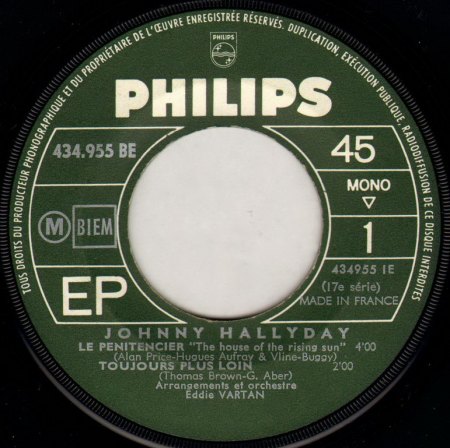 TOUS DROITS DU PRODUCTEUR PHONOGRAPHIQUE ET DU PROPRIÉTAIRE DE L'ŒUVRE ENREGISTRÉE RÉSERVÉS. DUPLICATION, EXÉCUTION PUBLIQUE, RADIODIFFUSION DE CE DISQUE INTERDITES
PHILIPS
PHILIPS
434.955 BE
45
MONO
M BIEM
1
434955 1E
EP
(17e série)
MADE IN FRANCE
JOHNNY HALLYDAY
LE PENITENCIER "The house of the rising sun" 4'00
(Alan Price-Hugues Aufray & Vline-Buggy)
TOUJOURS PLUS LOIN 2'00
(Thomas Brown-G. Aber)
Arrangements et orchestre
Eddie VARTAN